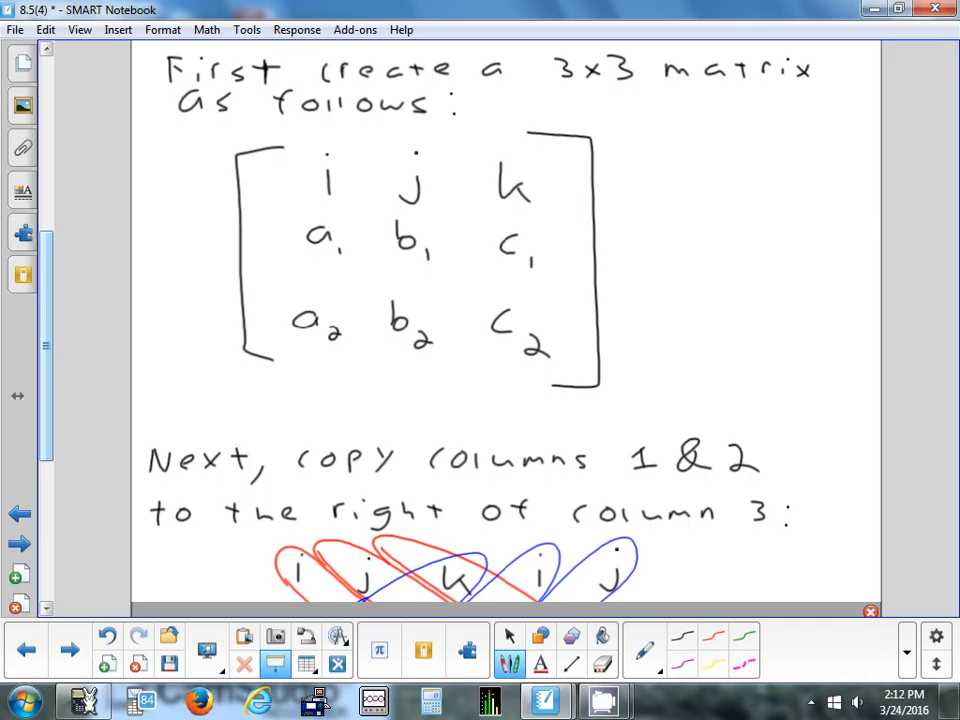 8.5(4) * - SMART Notebook
File Edit View Insert Format Math Tools Response Add-ons Help
First create a 3x3 matrix
as follows:
i j k
a₁ b₁ c₁
a₂ b₂ c₂
Next, copy columns 1 & 2
to the right of column 3:
i j k i j
π A
84
2:12 PM
3/24/2016